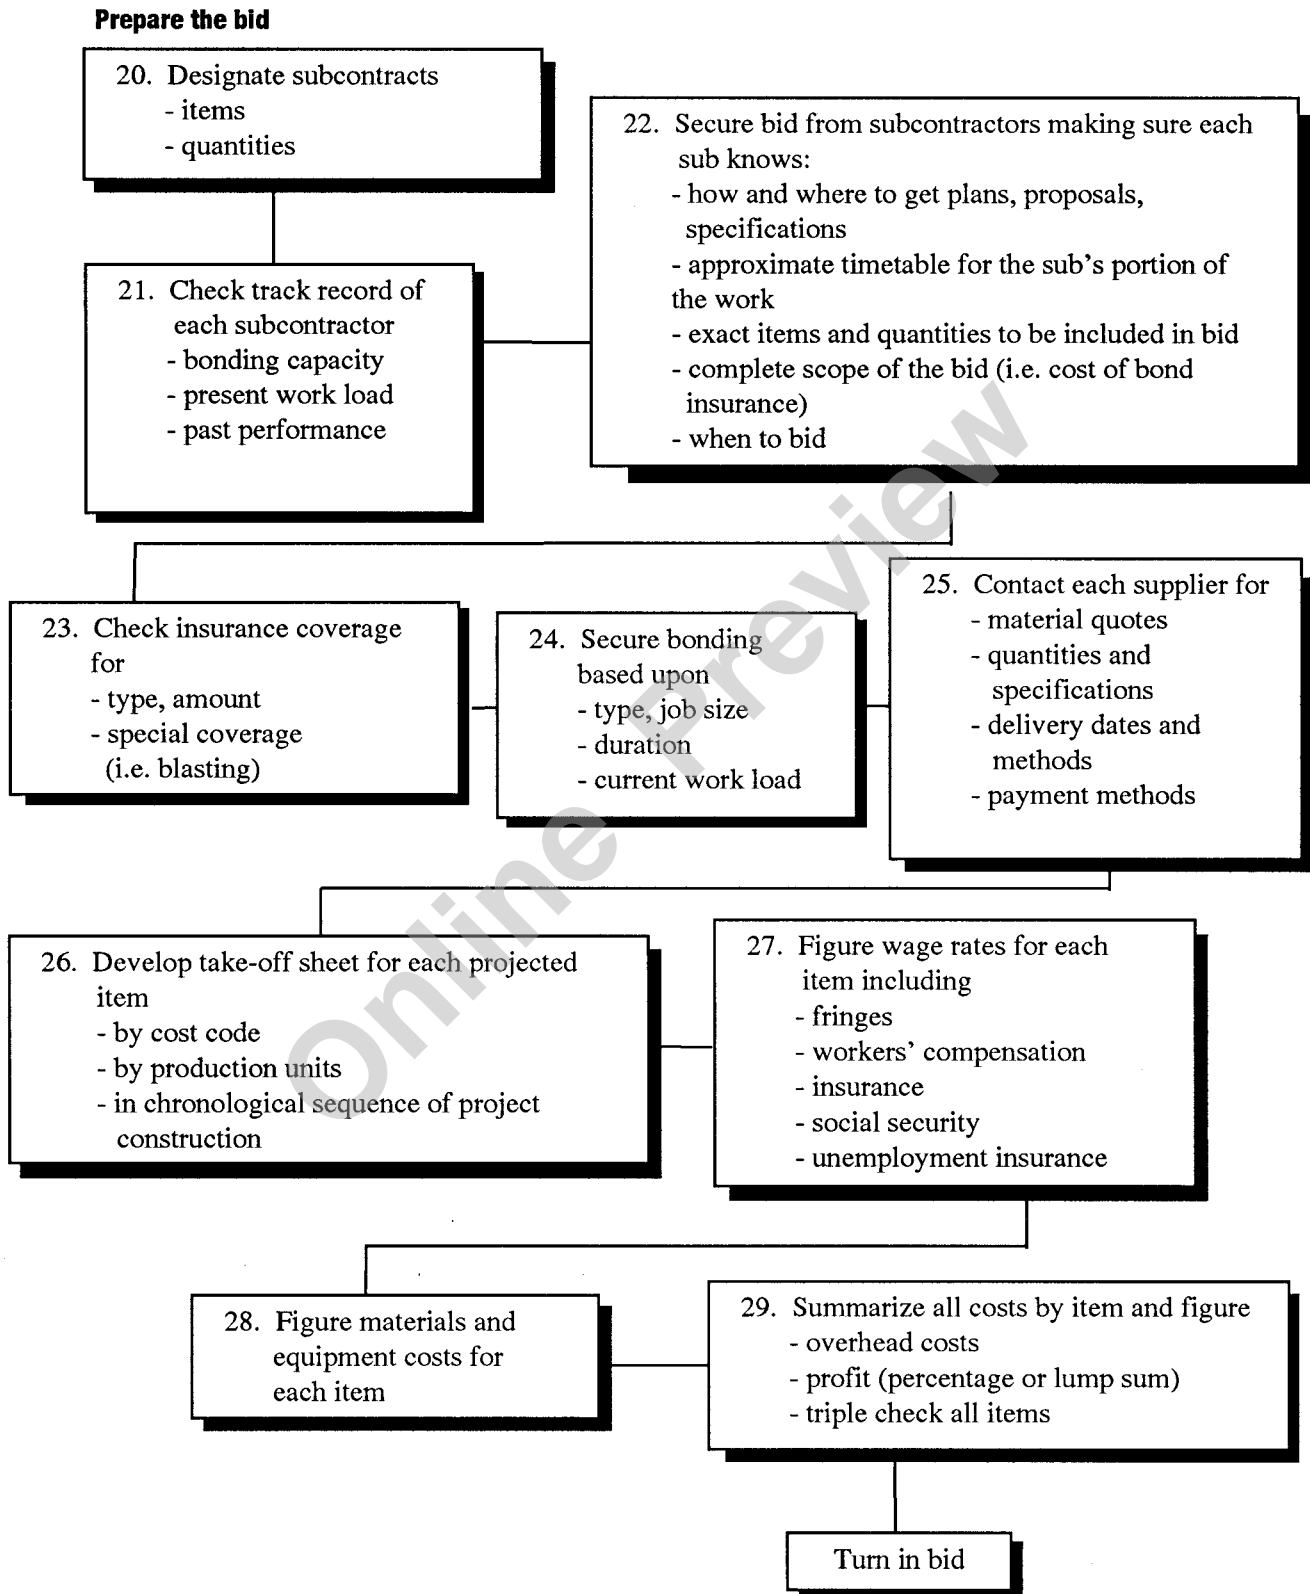 Prepare the bid
20. Designate subcontracts
- items
- quantities
22. Secure bid from subcontractors making sure each
sub knows:
- how and where to get plans, proposals,
specifications
- approximate timetable for the sub's portion of
the work
- exact items and quantities to be included in bid
- complete scope of the bid (i.e. cost of bond
insurance)
- when to bid
21. Check track record of
each subcontractor
- bonding capacity
- present work load
- past performance
23. Check insurance coverage
for
- type, amount
- special coverage
(i.e. blasting)
24. Secure bonding
based upon
- type, job size
- duration
- current work load
25. Contact each supplier for
- material quotes
- quantities and
specifications
- delivery dates and
methods
- payment methods
26. Develop take-off sheet for each projected
item
- by cost code
- by production units
- in chronological sequence of project
construction
27. Figure wage rates for each
item including
- fringes
- workers' compensation
- insurance
- social security
- unemployment insurance
28. Figure materials and
equipment costs for
each item
29. Summarize all costs by item and figure
- overhead costs
- profit (percentage or lump sum)
- triple check all items
Turn in bid
Online Preview